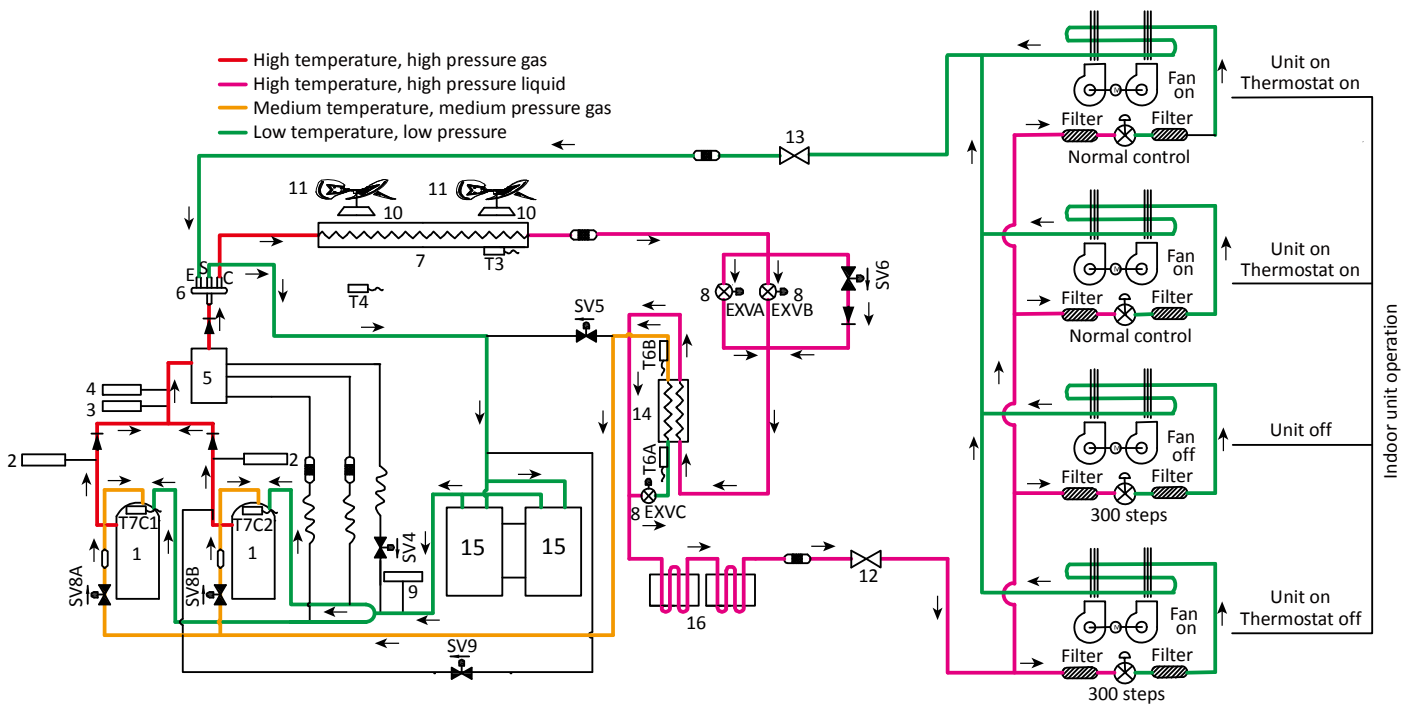 High temperature, high pressure gas
High temperature, high pressure liquid
Medium temperature, medium pressure gas
Low temperature, low pressure
13
11
11
10
10
7
T3
T4
E
S
C
6
5
4
3
2
2
T7C1
T7C2
1
1
SV8A
SV8B
SV4
9
SV9
15
15
SV5
T6B
14
T6A
8
EXVC
8
EXVA
8
EXVB
SV6
16
12
M
Fan
on
Filter
Filter
Normal control
Unit on
Thermostat on
M
Fan
on
Filter
Filter
Normal control
Unit on
Thermostat on
M
Fan
off
Filter
Filter
300 steps
Unit off
M
Fan
on
Filter
Filter
300 steps
Unit on
Thermostat off
Indoor unit operation